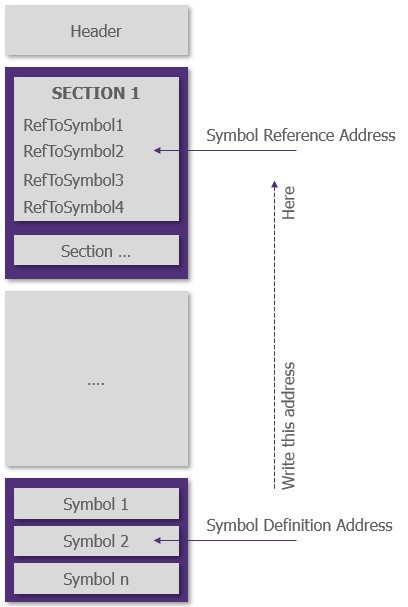 Header
SECTION 1
RefToSymbol1
RefToSymbol2
Symbol Reference Address
RefToSymbol3
RefToSymbol4
Here
Section ...
....
Write this address
Symbol 1
Symbol Definition Address
Symbol 2
Symbol n